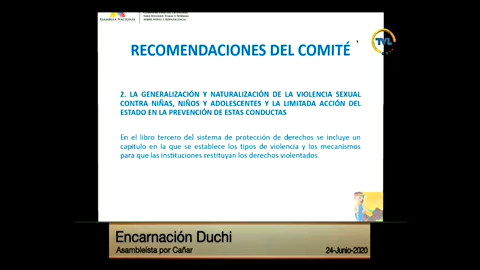 ASAMBLEA NACIONAL
RECOMENDACIONES DEL COMITÉ
TVL
2. LA GENERALIZACIÓN Y NATURALIZACIÓN DE LA VIOLENCIA SEXUAL
CONTRA NIÑAS, NIÑOS Y ADOLESCENTES Y LA LIMITADA ACCIÓN DEL
ESTADO EN LA PREVENCIÓN DE ESTAS CONDUCTAS
En el libro tercero del sistema de protección de derechos se incluye un
capítulo en la que se establece los tipos de violencia y los mecanismos
para que las instituciones restituyan los derechos violentados.
Encarnación Duchi
Asambleísta por Cañar
24-Junio-2020